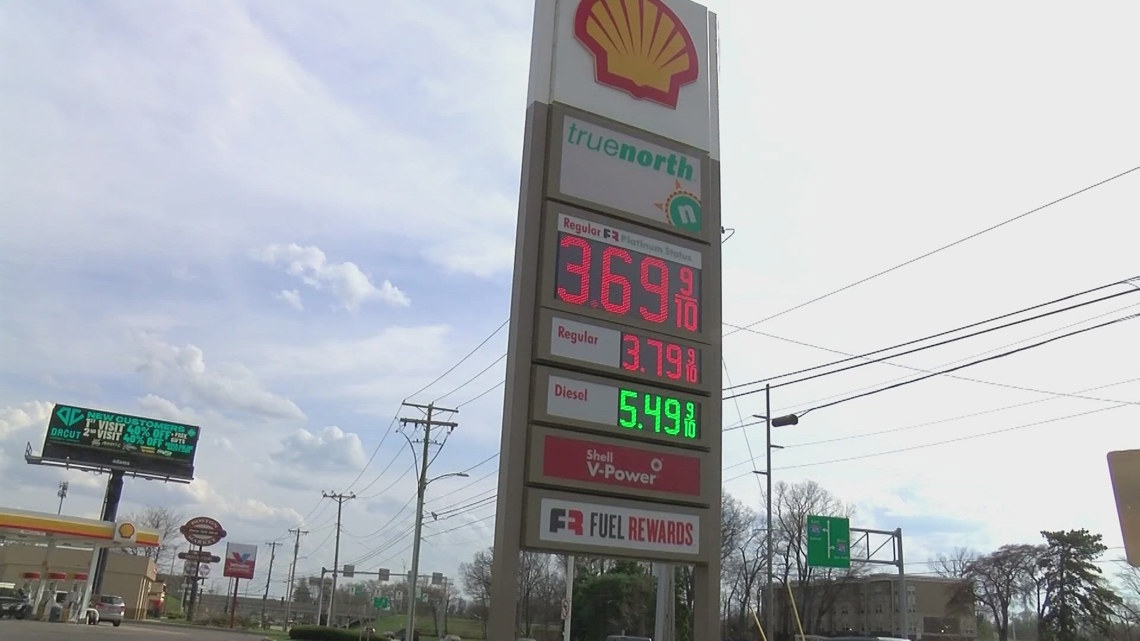 truenorth
n
Regular FR Platinum Status
3.69 9/10
Regular
3.79 9/10
Diesel
5.49 9/10
Shell
V-Power
FR FUEL REWARDS
NEW CUSTOMERS
1ST VISIT 40% OFF
2ND VISIT 40% OFF